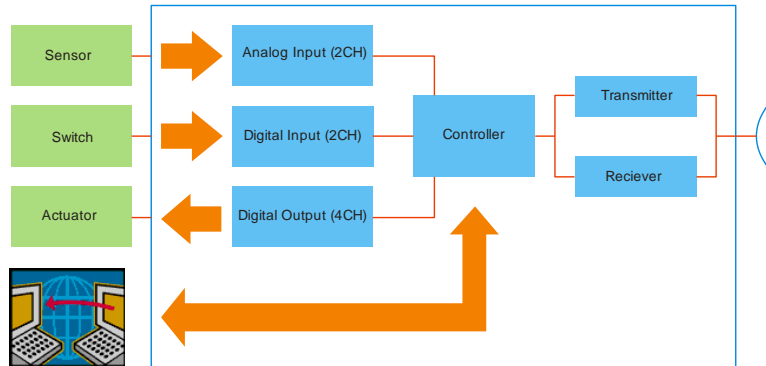 Sensor
Analog Input (2CH)
Transmitter
Switch
Digital Input (2CH)
Controller
Reciever
Actuator
Digital Output (4CH)